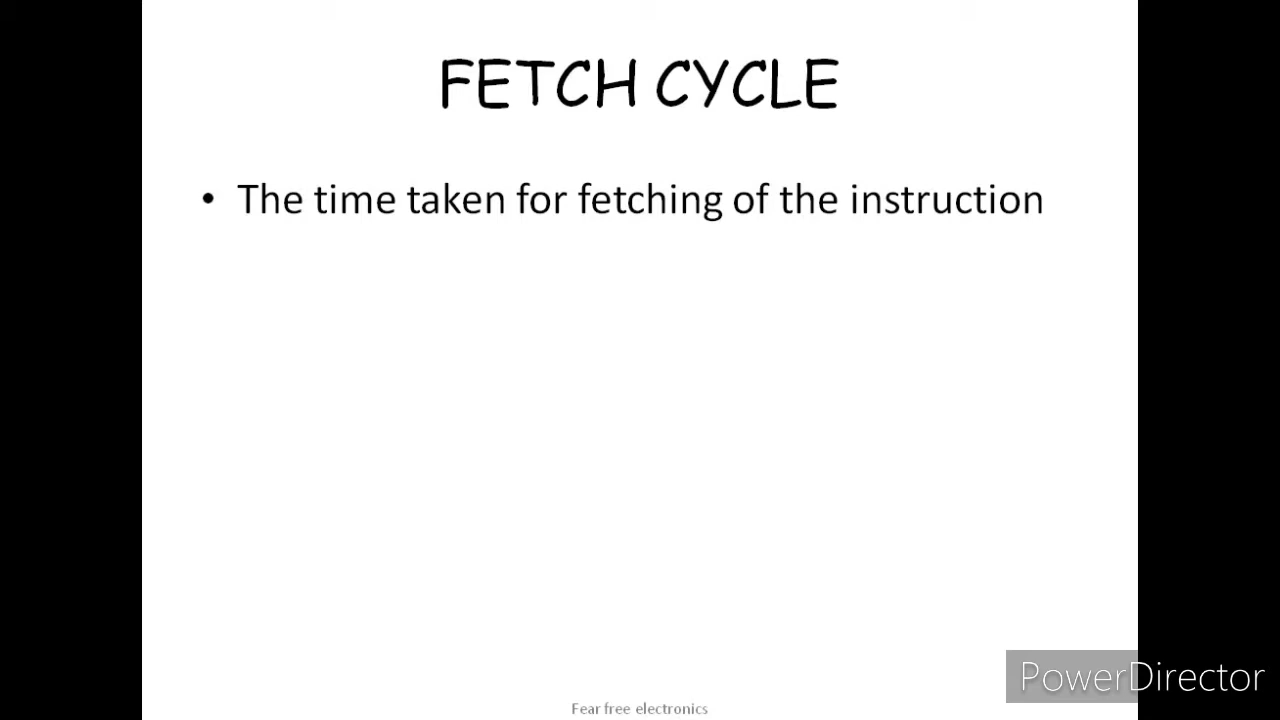 FETCH CYCLE
• The time taken for fetching of the instruction
PowerDirector
Fear free electronics